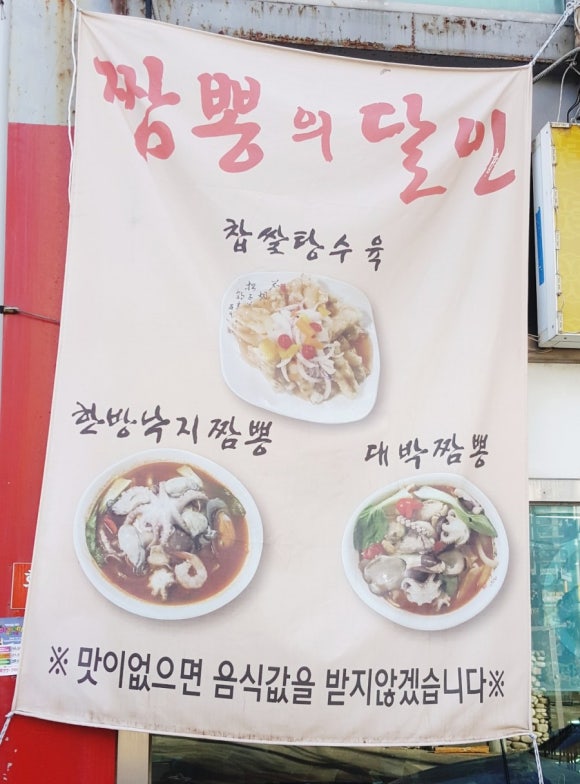 짬뽕의달인
찹쌀탕수육
한방낙지짬뽕
대박짬뽕
※ 맛이없으면 음식값을 받지않겠습니다※